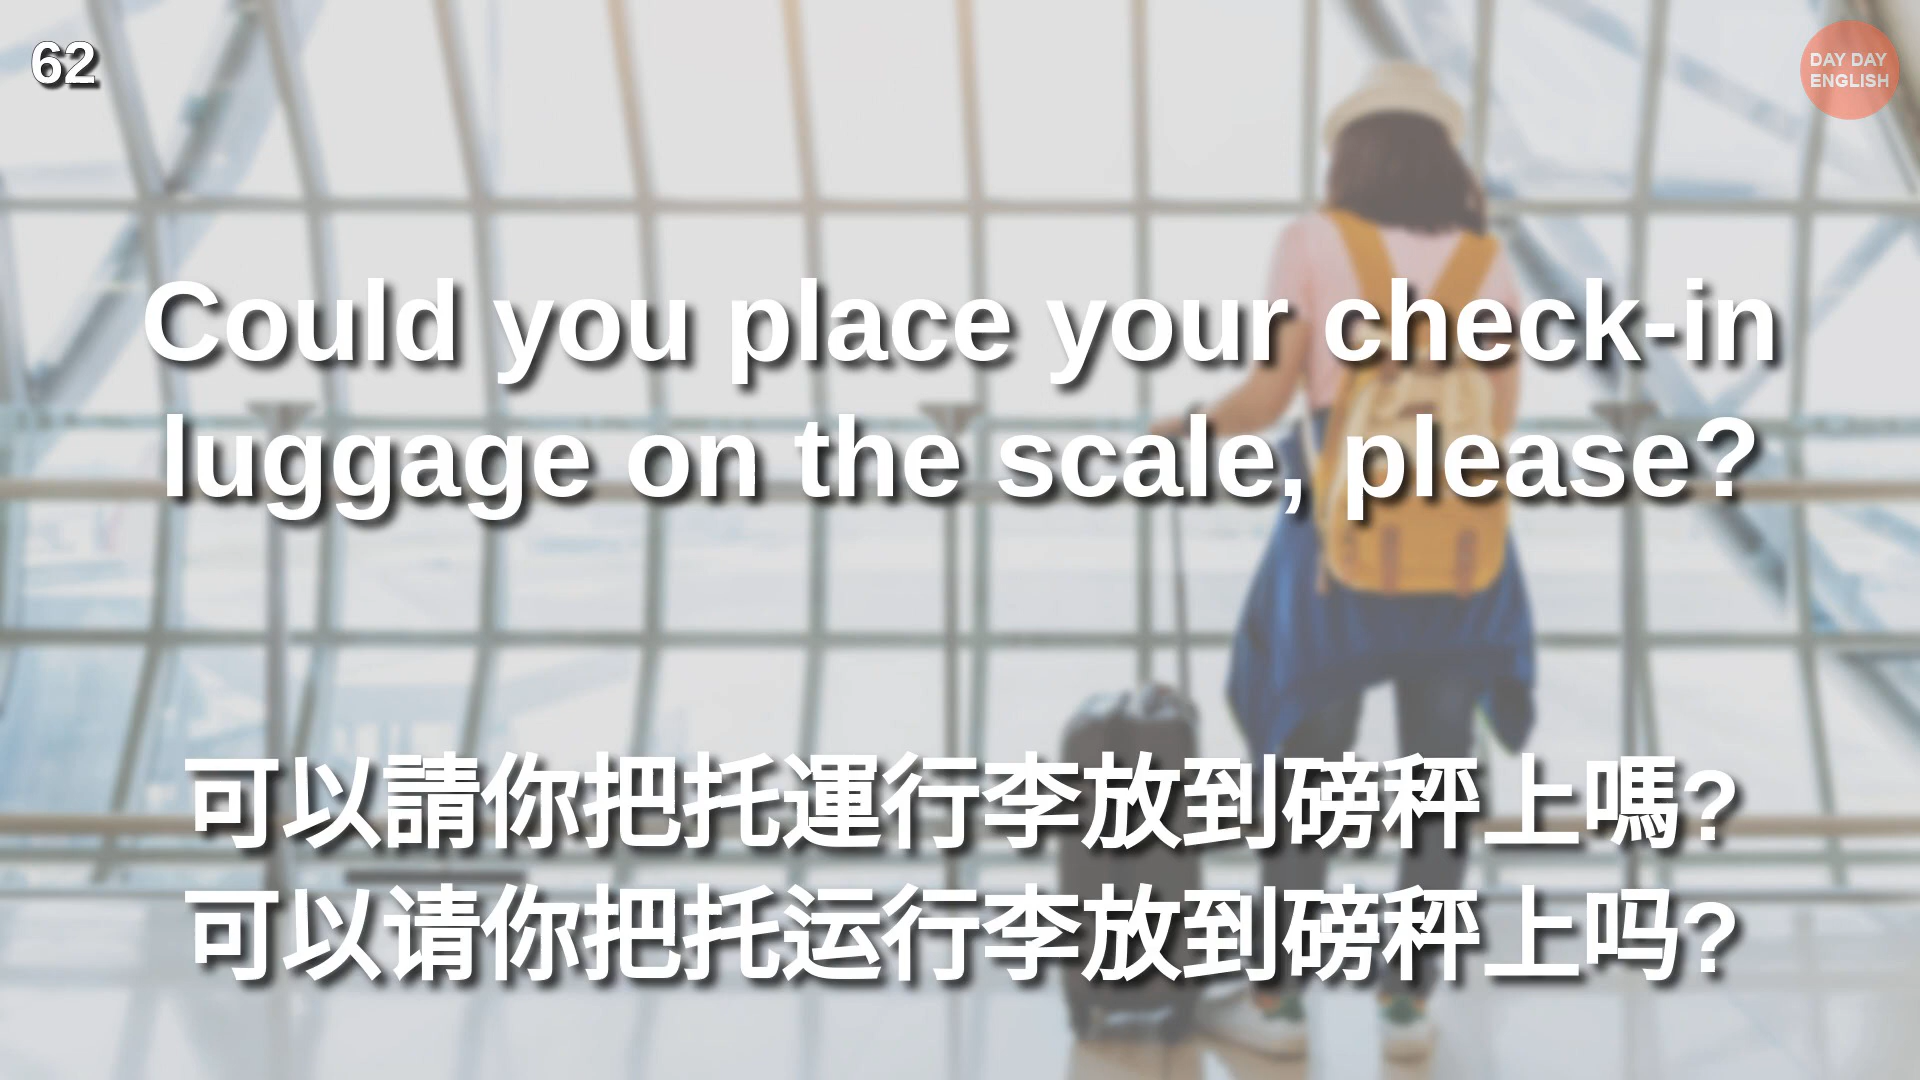 62
DAY DAY
ENGLISH
Could you place your check-in
luggage on the scale, please?
可以請你把托運行李放到磅秤上嗎?
可以请你把托运行李放到磅秤上吗?